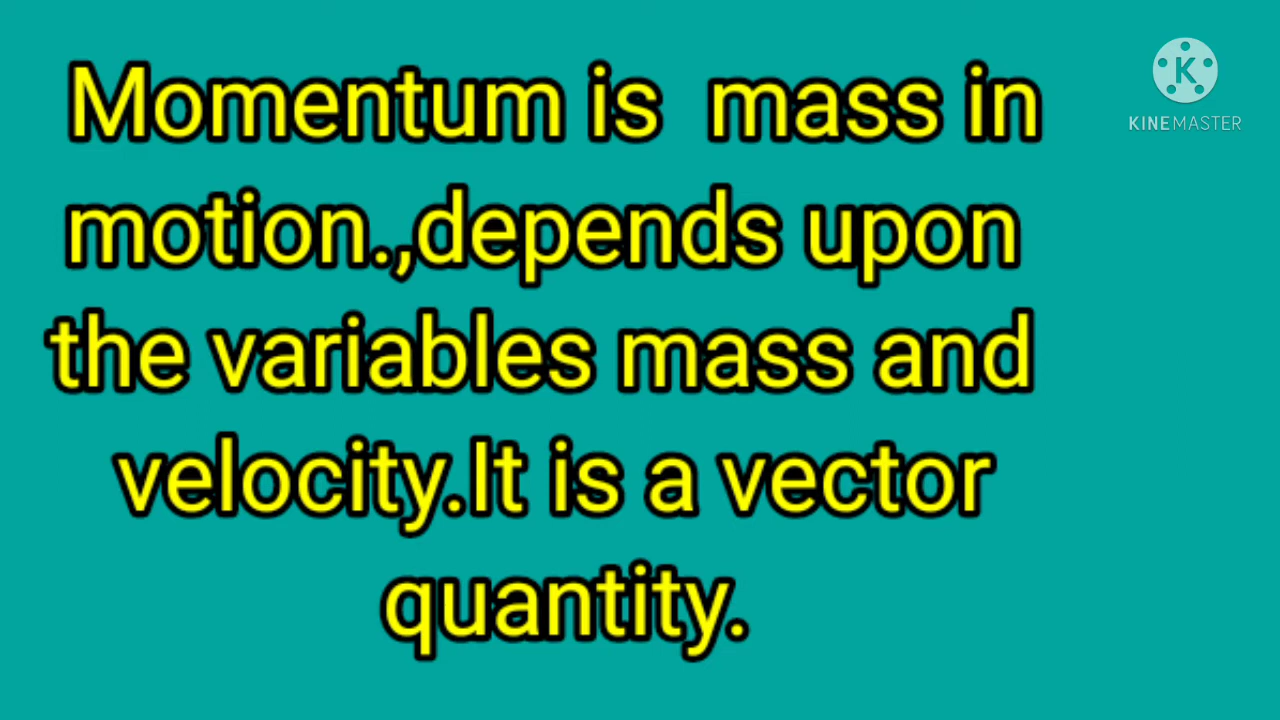 Momentum is  mass in
motion.,depends upon
the variables mass and
velocity.It is a vector
quantity.
K
KINEMASTER